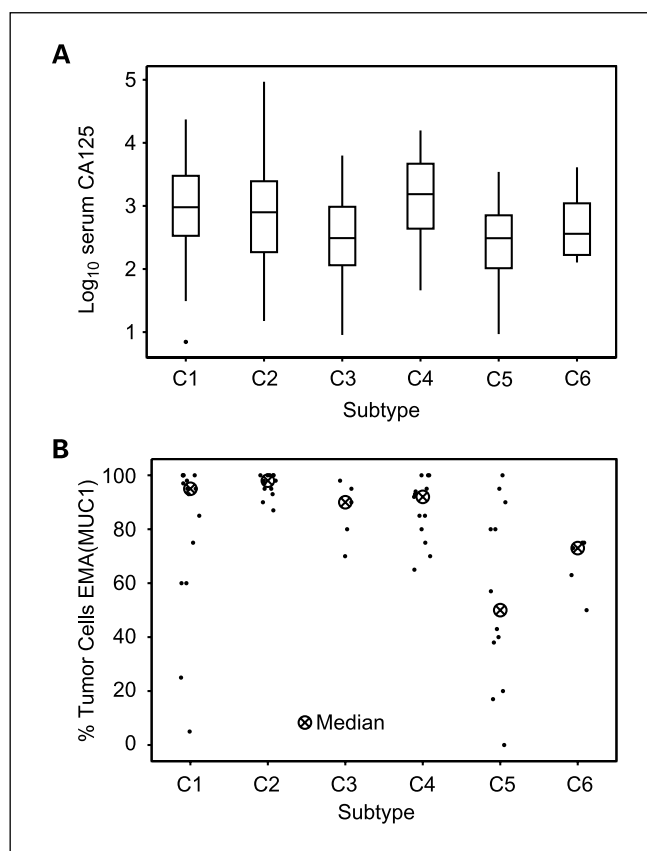 A
Log10 serum CA125
5
4
3
2
1
C1 C2 C3 C4 C5 C6
Subtype
B
% Tumor Cells EMA(MUC1)
100
80
60
40
20
0
Median
C1 C2 C3 C4 C5 C6
Subtype